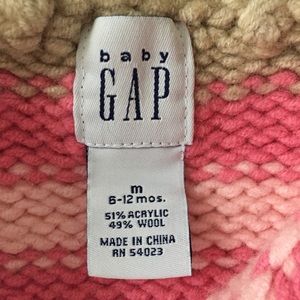 baby
GAP
m
6-12 mos.
51% ACRYLIC
49% WOOL
MADE IN CHINA
RN 54023